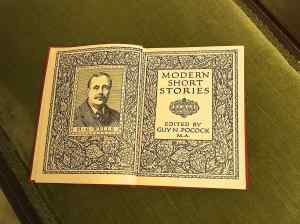 H. G. WELLS
MODERN
SHORT
STORIES
EDITED BY
GUY N. POCOCK
M.A.